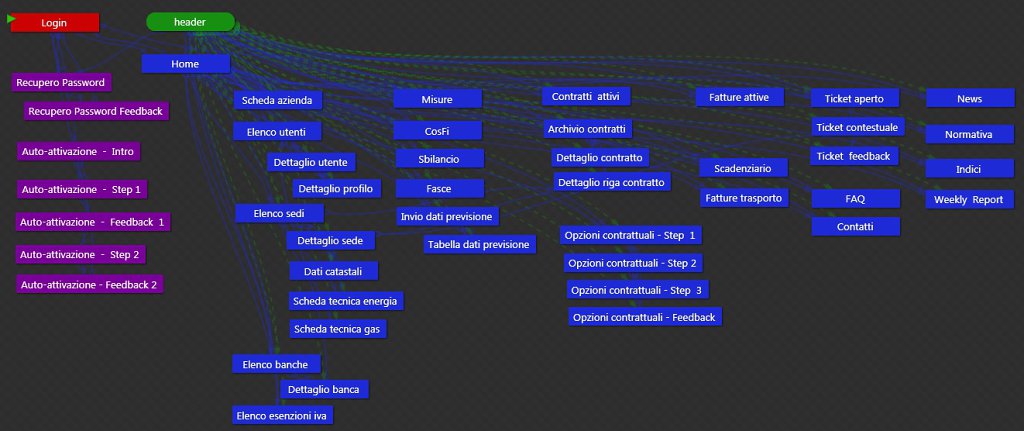 Login
header
Home
Recupero Password
Recupero Password Feedback
Auto-attivazione - Intro
Auto-attivazione - Step 1
Auto-attivazione - Feedback 1
Auto-attivazione - Step 2
Auto-attivazione - Feedback 2
Scheda azienda
Elenco utenti
Dettaglio utente
Dettaglio profilo
Elenco sedi
Dettaglio sede
Dati catastali
Scheda tecnica energia
Scheda tecnica gas
Elenco banche
Dettaglio banca
Elenco esenzioni iva
Misure
CosFi
Sbilancio
Fasce
Invio dati previsione
Tabella dati previsione
Contratti attivi
Archivio contratti
Dettaglio contratto
Dettaglio riga contratto
Opzioni contrattuali - Step 1
Opzioni contrattuali - Step 2
Opzioni contrattuali - Step 3
Opzioni contrattuali - Feedback
Fatture attive
Scadenziario
Fatture trasporto
Ticket aperto
Ticket contestuale
Ticket feedback
FAQ
Contatti
News
Normativa
Indici
Weekly Report